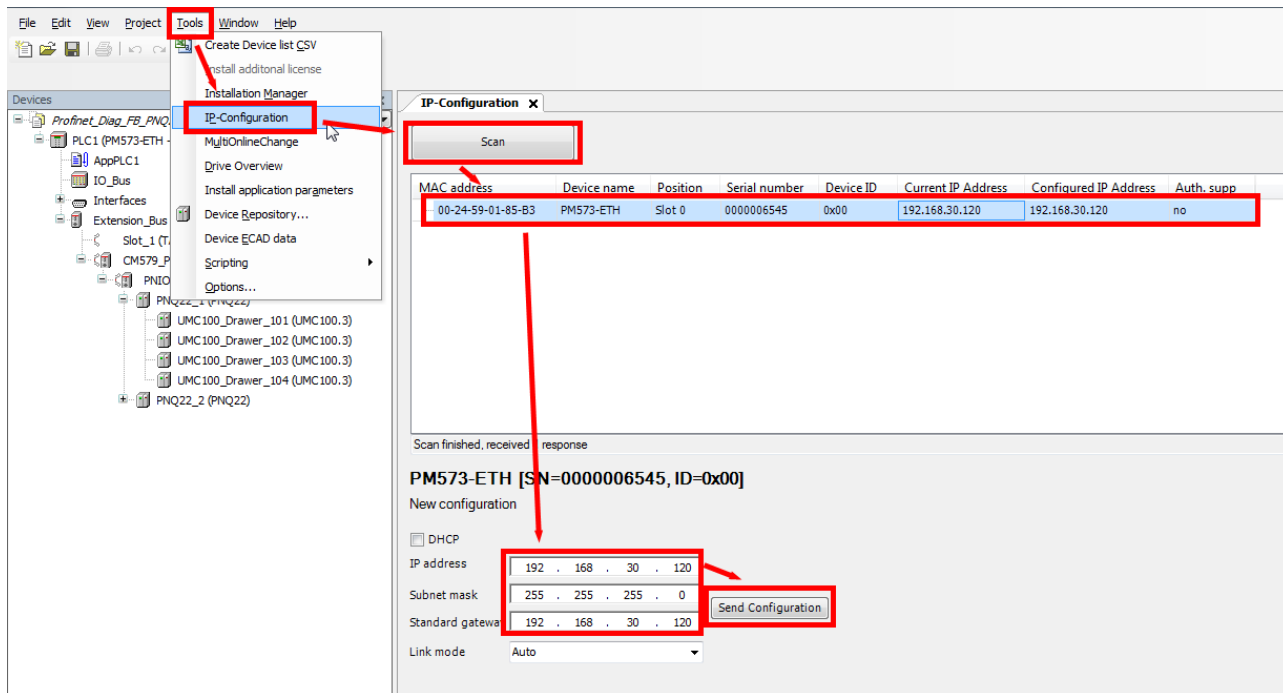 File Edit View Project Tools Window Help
Create Device list CSV
Install additonal license
Installation Manager
IP-Configuration
MultiOnlineChange
Drive Overview
Install application parameters
Device Repository...
Device ECAD data
Scripting
Options...
Devices
Profinet_Diag_FB_PNQ
PLC1 (PM573-ETH -
AppPLC1
IO_Bus
Interfaces
Extension_Bus
Slot_1 (T
CM579_P
PNIO
PNQ22_1 (PNQ22)
UMC100_Drawer_101 (UMC100.3)
UMC100_Drawer_102 (UMC100.3)
UMC100_Drawer_103 (UMC100.3)
UMC100_Drawer_104 (UMC100.3)
PNQ22_2 (PNQ22)
IP-Configuration x
Scan
MAC address Device name Position Serial number Device ID Current IP Address Configured IP Address Auth. supp
00-24-59-01-85-B3 PM573-ETH Slot 0 0000006545 0x00 192.168.30.120 192.168.30.120 no
Scan finished, received response
PM573-ETH [SN=0000006545, ID=0x00]
New configuration
DHCP
IP address 192 . 168 . 30 . 120
Subnet mask 255 . 255 . 255 . 0
Send Configuration
Standard gateway 192 . 168 . 30 . 120
Link mode Auto